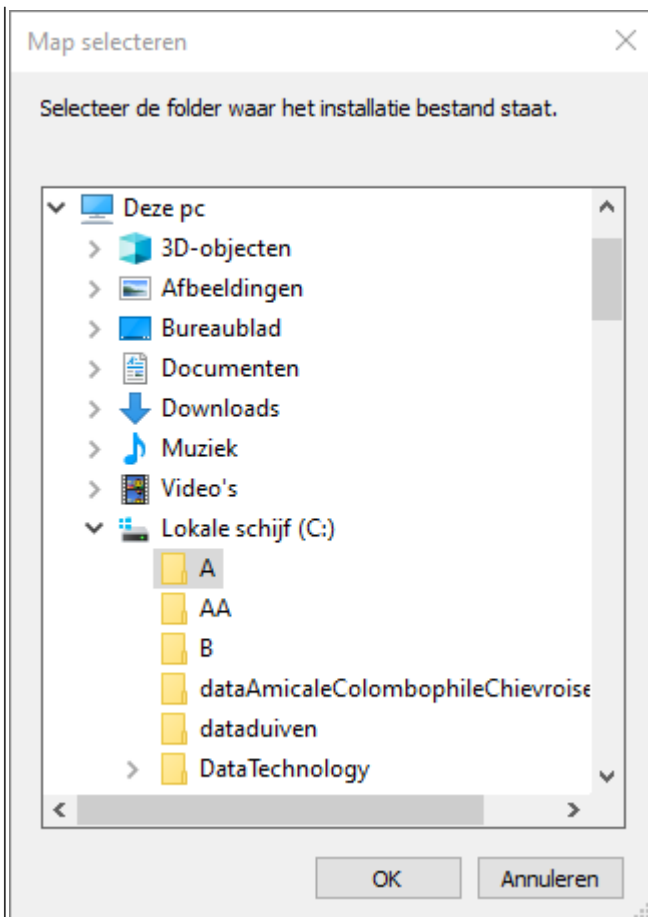 Map selecteren
Selecteer de folder waar het installatie bestand staat.
Deze pc
3D-objecten
Afbeeldingen
Bureaublad
Documenten
Downloads
Muziek
Video's
Lokale schijf (C:)
A
AA
B
dataAmicaleColombophileChievroise
dataduiven
DataTechnology
OK
Annuleren